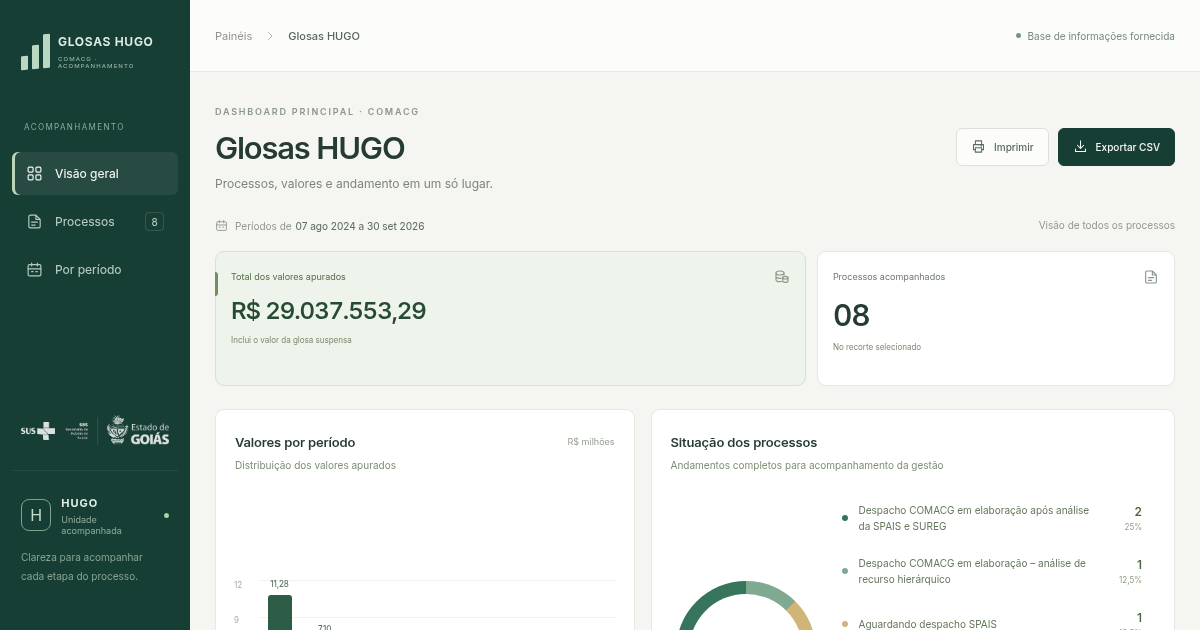 GLOSAS HUGO
COMACG ·
ACOMPANHAMENTO
ACOMPANHAMENTO
Visão geral
Processos 8
Por período
SUS
SES
Estado de
GOIÁS
H
HUGO
Unidade
acompanhada
Clareza para acompanhar
cada etapa do processo.
Painéis Glosas HUGO
Base de informações fornecida
DASHBOARD PRINCIPAL · COMACG
Glosas HUGO
Processos, valores e andamento em um só lugar.
Imprimir
Exportar CSV
Períodos de 07 ago 2024 a 30 set 2026
Visão de todos os processos
Total dos valores apurados
R$ 29.037.553,29
Inclui o valor da glosa suspensa
Processos acompanhados
08
No recorte selecionado
Valores por período
R$ milhões
Distribuição dos valores apurados
12
11,28
9
7,10
Situação dos processos
Andamentos completos para acompanhamento da gestão
Despacho COMACG em elaboração após análise 2
da SPAIS e SUREG 25%
Despacho COMACG em elaboração – análise de 1
recurso hierárquico 12,5%
Aguardando despacho SPAIS 1